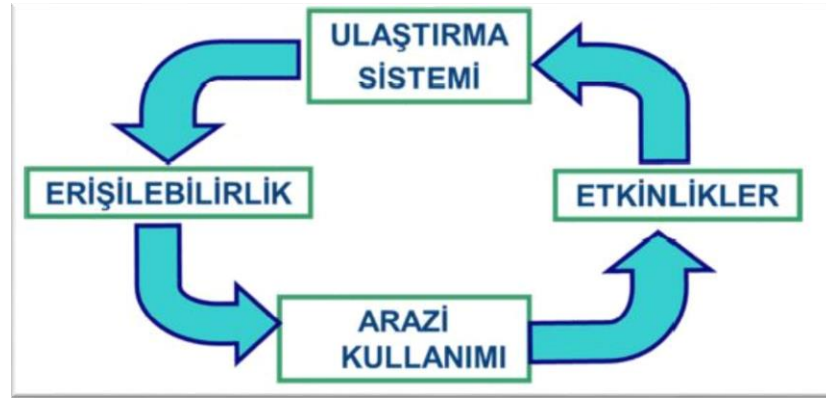 ULAŞTIRMA
SİSTEMİ
ERİŞİLEBİLİRLİK
ETKİNLİKLER
ARAZİ
KULLANIMI